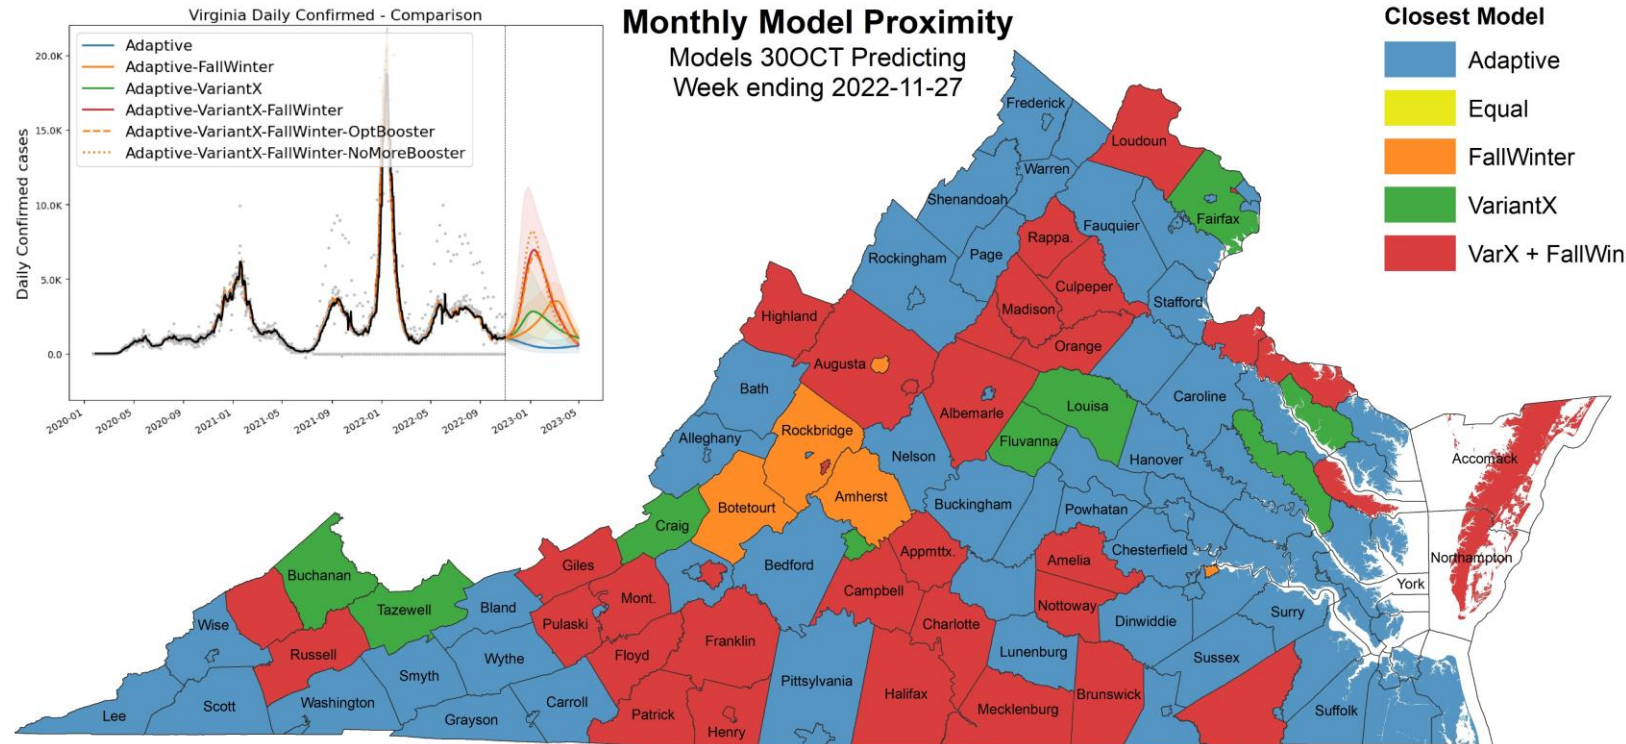 Virginia Daily Confirmed - Comparison
Daily Confirmed cases
20.0K
15.0K
10.0K
5.0K
0.0
Adaptive
Adaptive-FallWinter
Adaptive-VariantX
Adaptive-VariantX-FallWinter
Adaptive-VariantX-FallWinter-OptBooster
Adaptive-VariantX-FallWinter-NoMoreBooster
2020-01
2020-05
2020-09
2021-01
2021-05
2021-09
2022-01
2022-05
2022-09
2023-01
2023-05
Monthly Model Proximity
Models 30OCT Predicting
Week ending 2022-11-27
Closest Model
Adaptive
Equal
FallWinter
VariantX
VarX + FallWin
Frederick
Loudoun
Warren
Shenandoah
Fairfax
Fauquier
Rappa.
Page
Rockingham
Culpeper
Madison
Stafford
Highland
Orange
Augusta
Bath
Caroline
Louisa
Albemarle
Rockbridge
Alleghany
Fluvanna
Nelson
Hanover
Accomack
Amherst
Botetourt
Buckingham
Powhatan
Craig
Appmttx.
Chesterfield
Amelia
Northampton
Giles
Bedford
Buchanan
York
Campbell
Mont.
Tazewell
Bland
Nottoway
Surry
Wise
Pulaski
Charlotte
Dinwiddie
Franklin
Russell
Floyd
Lunenburg
Wythe
Sussex
Smyth
Pittsylvania
Halifax
Brunswick
Washington
Carroll
Scott
Mecklenburg
Suffolk
Lee
Grayson
Patrick
Henry